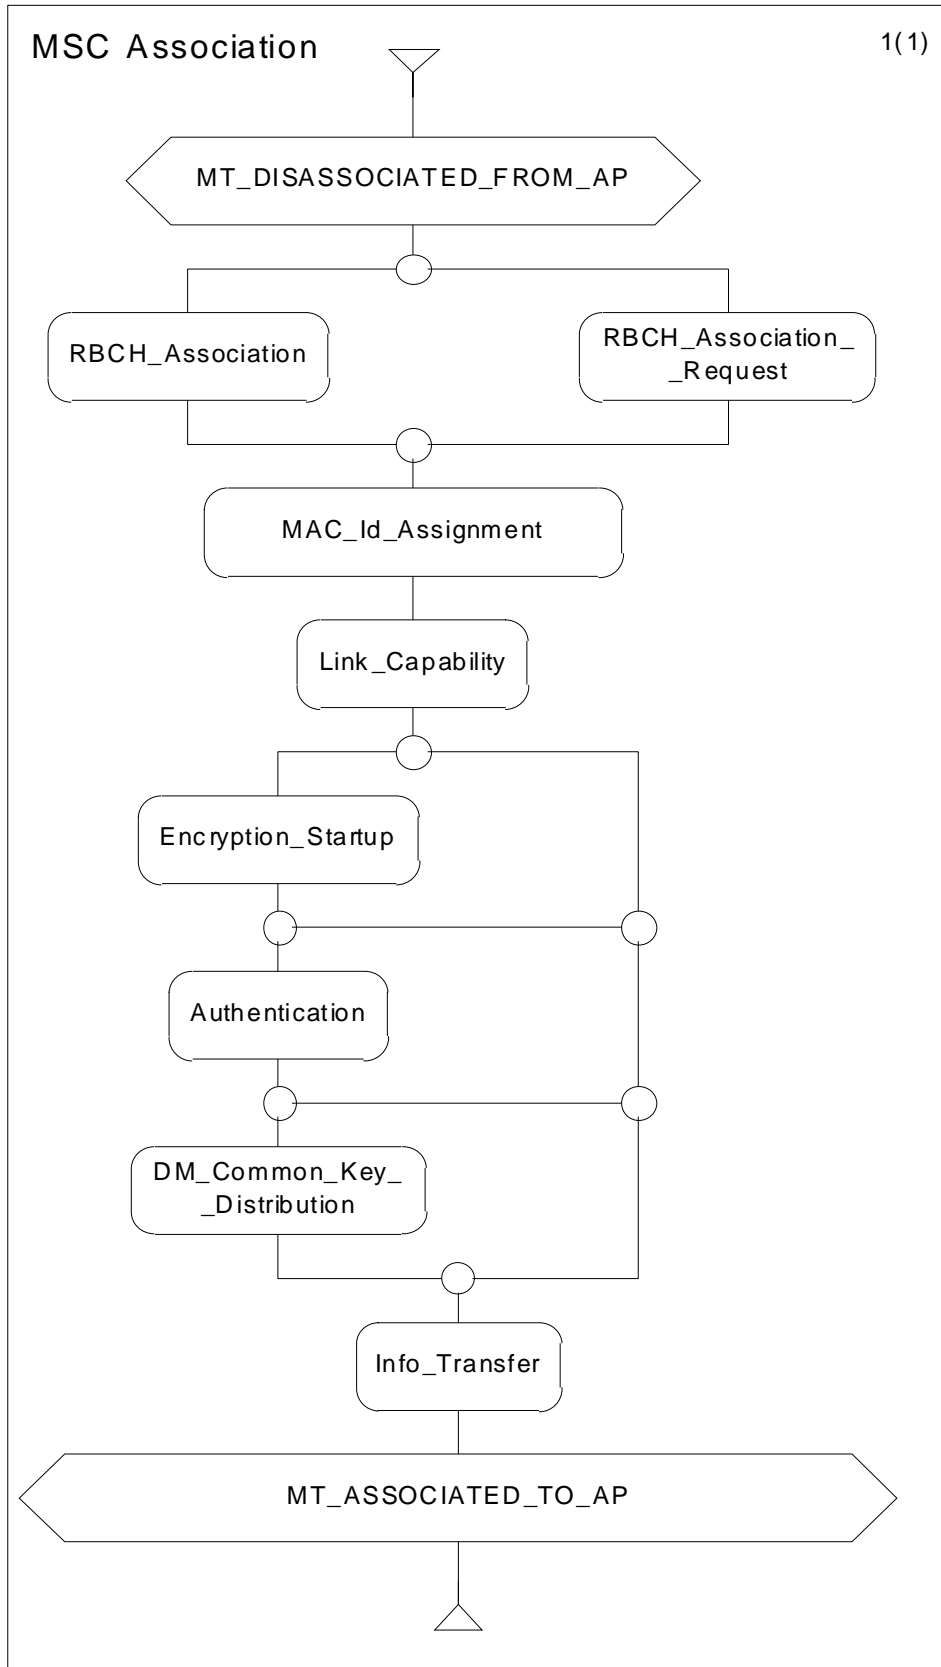 MSC Association
1(1)
MT_DISASSOCIATED_FROM_AP
RBCH_Association
RBCH_Association_
_Request
MAC_Id_Assignment
Link_Capability
Encryption_Startup
Authentication
DM_Common_Key_
_Distribution
Info_Transfer
MT_ASSOCIATED_TO_AP